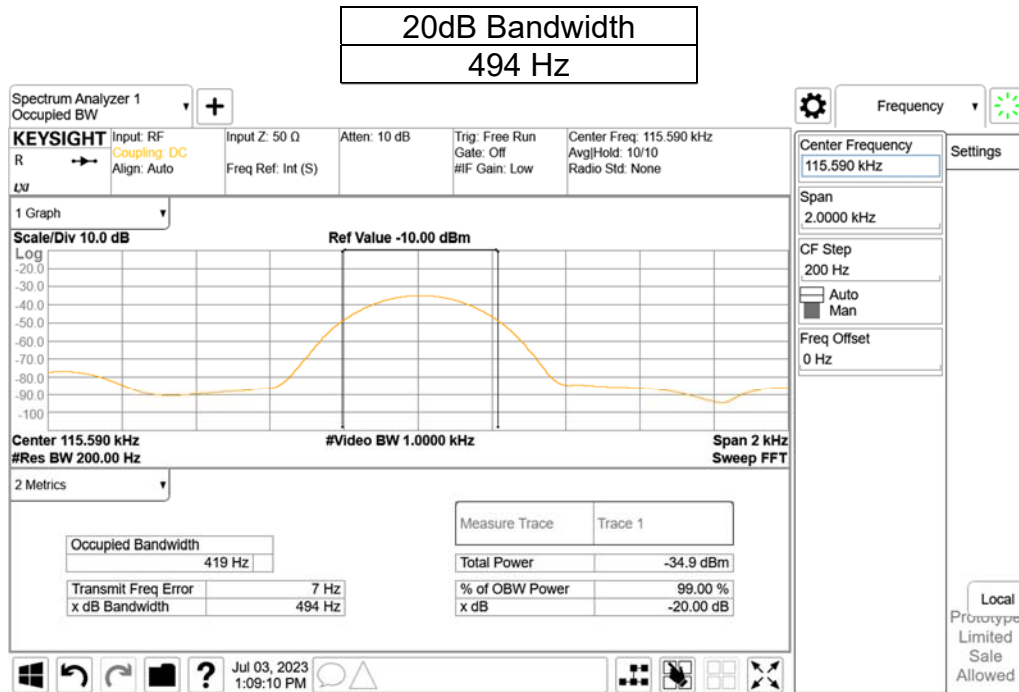 20dB Bandwidth
494 Hz
Spectrum Analyzer 1
Occupied BW
Frequency
KEYSIGHT
R
LXI
Input: RF
Coupling: DC
Align: Auto
Input Z: 50 Ω
Freq Ref: Int (S)
Atten: 10 dB
Trig: Free Run
Gate: Off
#IF Gain: Low
Center Freq: 115.590 kHz
Avg|Hold: 10/10
Radio Std: None
Center Frequency
115.590 kHz
Settings
Span
2.0000 kHz
CF Step
200 Hz
Auto
Man
Freq Offset
0 Hz
1 Graph
Scale/Div 10.0 dB
Ref Value -10.00 dBm
Log
-20.0
-30.0
-40.0
-50.0
-60.0
-70.0
-80.0
-90.0
-100
Center 115.590 kHz
#Video BW 1.0000 kHz
Span 2 kHz
#Res BW 200.00 Hz
Sweep FFT
2 Metrics
Measure Trace Trace 1
Occupied Bandwidth
419 Hz
Total Power -34.9 dBm
Transmit Freq Error 7 Hz
% of OBW Power 99.00 %
x dB Bandwidth 494 Hz
x dB -20.00 dB
Local
Prototype
Limited
Sale
Allowed
?
Jul 03, 2023
1:09:10 PM